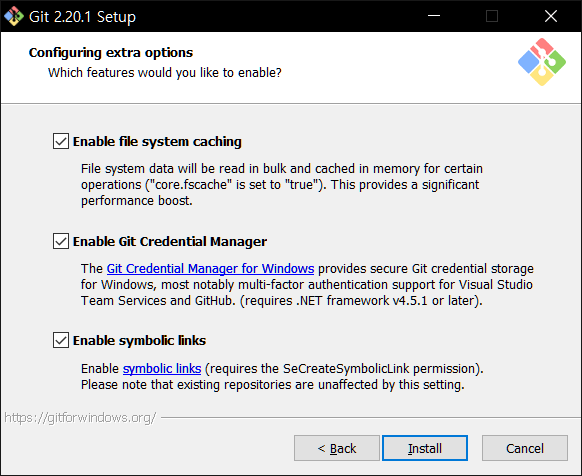 Git 2.20.1 Setup
Configuring extra options
Which features would you like to enable?
Enable file system caching
File system data will be read in bulk and cached in memory for certain
operations ("core.fscache" is set to "true"). This provides a significant
performance boost.
Enable Git Credential Manager
The Git Credential Manager for Windows provides secure Git credential storage
for Windows, most notably multi-factor authentication support for Visual Studio
Team Services and GitHub. (requires .NET framework v4.5.1 or later).
Enable symbolic links
Enable symbolic links (requires the SeCreateSymbolicLink permission).
Please note that existing repositories are unaffected by this setting.
https://gitforwindows.org/
< Back
Install
Cancel